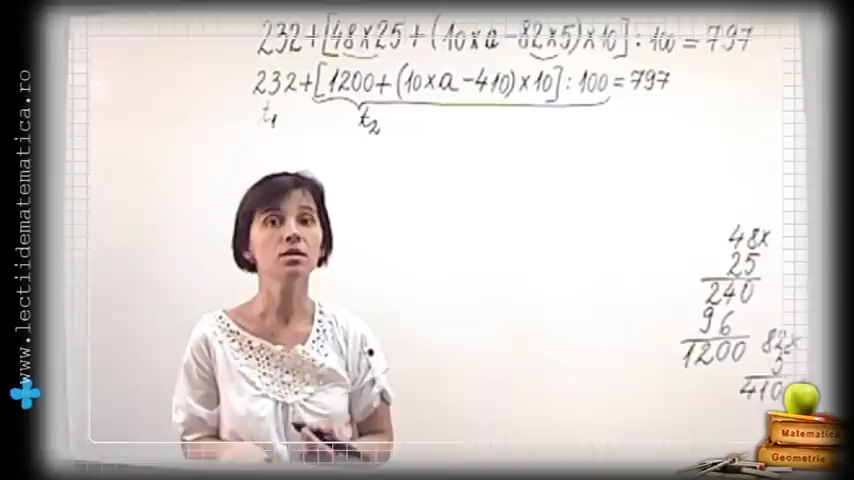 232+[48×25+(10×a-82×5)×10]:100=797
232+[1200+(10×a-410)×10]:100=797
t1 t2
48×
25
240
96
1200
82×
5
410
www.lectiidematematica.ro
Matematica
Geometrie